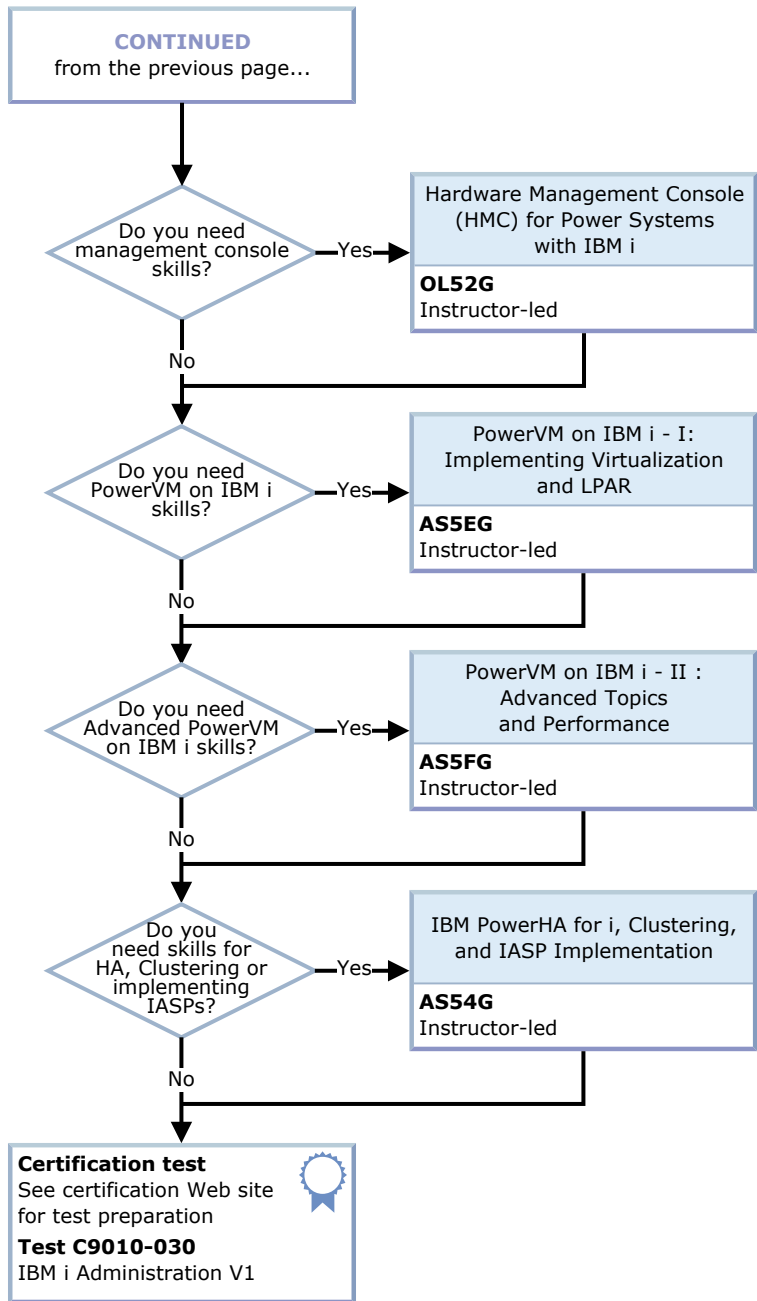 CONTINUED
from the previous page...
Do you need
management console
skills?
Yes
Hardware Management Console
(HMC) for Power Systems
with IBM i
OL52G
Instructor-led
No
Do you need
PowerVM on IBM i
skills?
Yes
PowerVM on IBM i - I:
Implementing Virtualization
and LPAR
AS5EG
Instructor-led
No
Do you need
Advanced PowerVM
on IBM i skills?
Yes
PowerVM on IBM i - II :
Advanced Topics
and Performance
AS5FG
Instructor-led
No
Do you
need skills for
HA, Clustering or
implementing
IASPs?
Yes
IBM PowerHA for i, Clustering,
and IASP Implementation
AS54G
Instructor-led
No
Certification test
See certification Web site
for test preparation
Test C9010-030
IBM i Administration V1